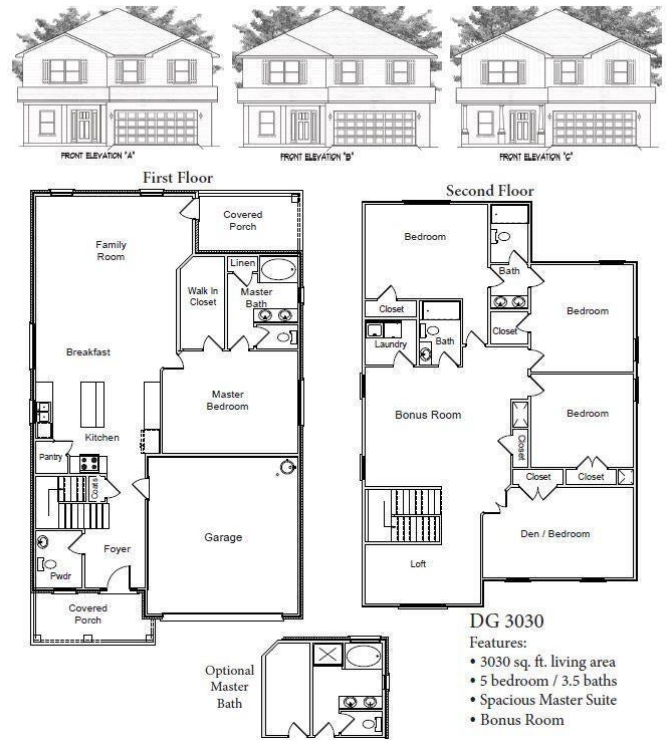 FRONT ELEVATION "A"
FRONT ELEVATION "B"
FRONT ELEVATION "C"
First Floor
Covered
Porch
Family
Room
Linen
Walk In
Closet
Master
Bath
Breakfast
Master
Bedroom
Kitchen
Pantry
Coats
Garage
Foyer
Pwdr
Covered
Porch
Second Floor
Bedroom
Bath
Closet
Bedroom
Closet
Laundry
Bath
Bonus Room
Bedroom
Closet
Closet
Closet
Den / Bedroom
Loft
Optional
Master
Bath
DG 3030
Features:
• 3030 sq. ft. living area
• 5 bedroom / 3.5 baths
• Spacious Master Suite
• Bonus Room